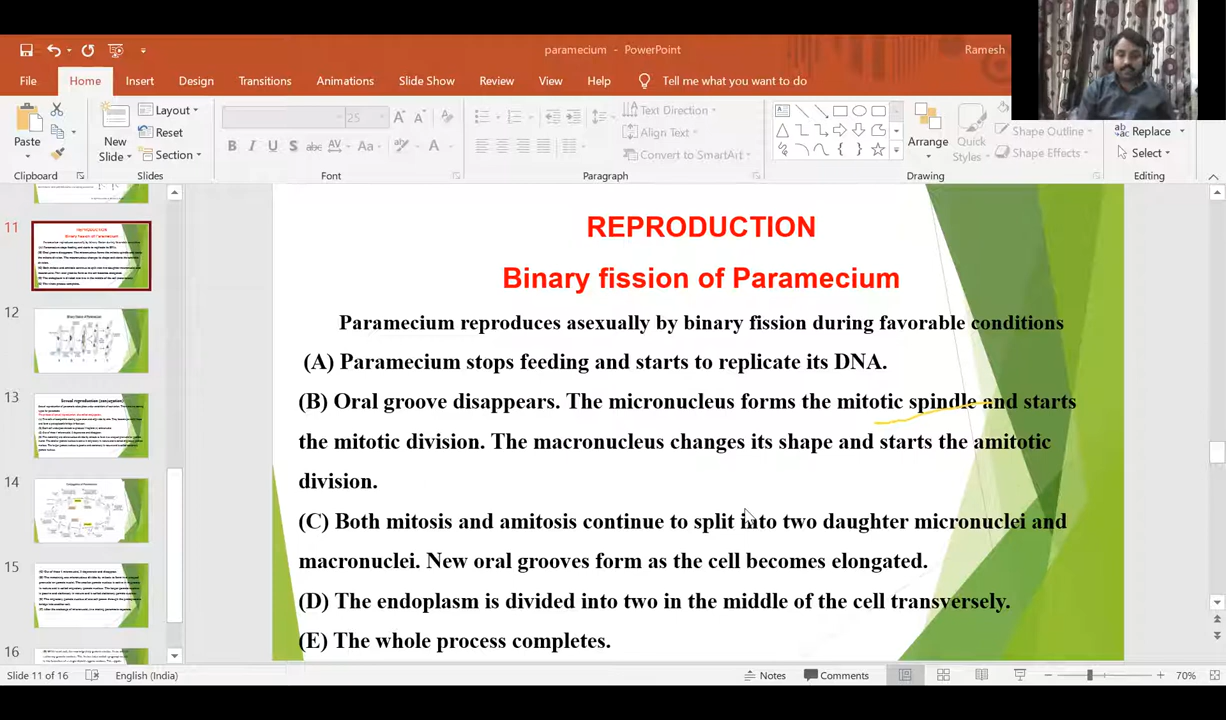 paramecium - PowerPoint
Ramesh
File Home Insert Design Transitions Animations Slide Show Review View Help Tell me what you want to do
Paste
Clipboard
New Slide
Layout
Reset
Section
Slides
25
B I U S abc AV Aa
Font
Text Direction
Align Text
Convert to SmartArt
Paragraph
Arrange
Quick Styles
Shape Outline
Shape Effects
Drawing
Replace
Select
Editing
11
12
13
14
15
16
REPRODUCTION
Binary fission of Paramecium
Paramecium reproduces asexually by binary fission during favorable conditions
(A) Paramecium stops feeding and starts to replicate its DNA.
(B) Oral groove disappears. The micronucleus forms the mitotic spindle and starts
the mitotic division. The macronucleus changes its shape and starts the amitotic
division.
(C) Both mitosis and amitosis continue to split into two daughter micronuclei and
macronuclei. New oral grooves form as the cell becomes elongated.
(D) The endoplasm is divided into two in the middle of the cell transversely.
(E) The whole process completes.
Slide 11 of 16 English (India) Notes Comments 70%